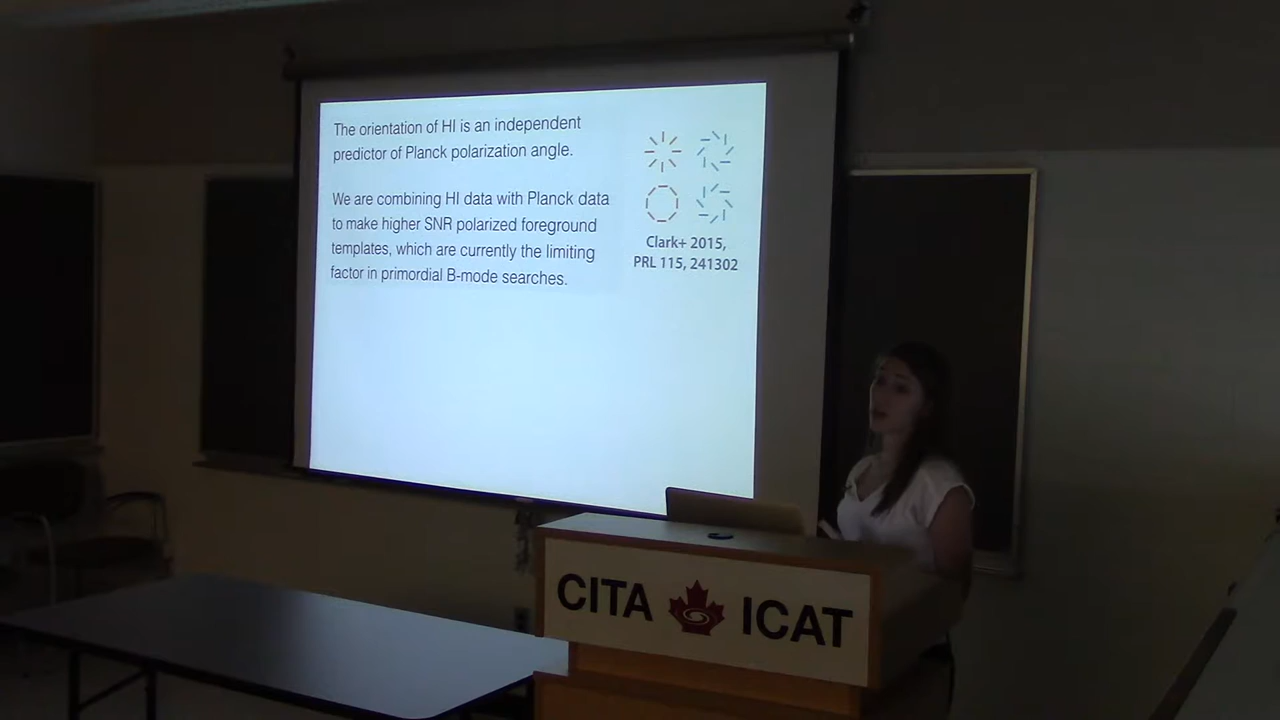 The orientation of HI is an independent
predictor of Planck polarization angle.
We are combining HI data with Planck data
to make higher SNR polarized foreground
templates, which are currently the limiting
factor in primordial B-mode searches.
Clark+ 2015,
PRL 115, 241302
CITA ICAT